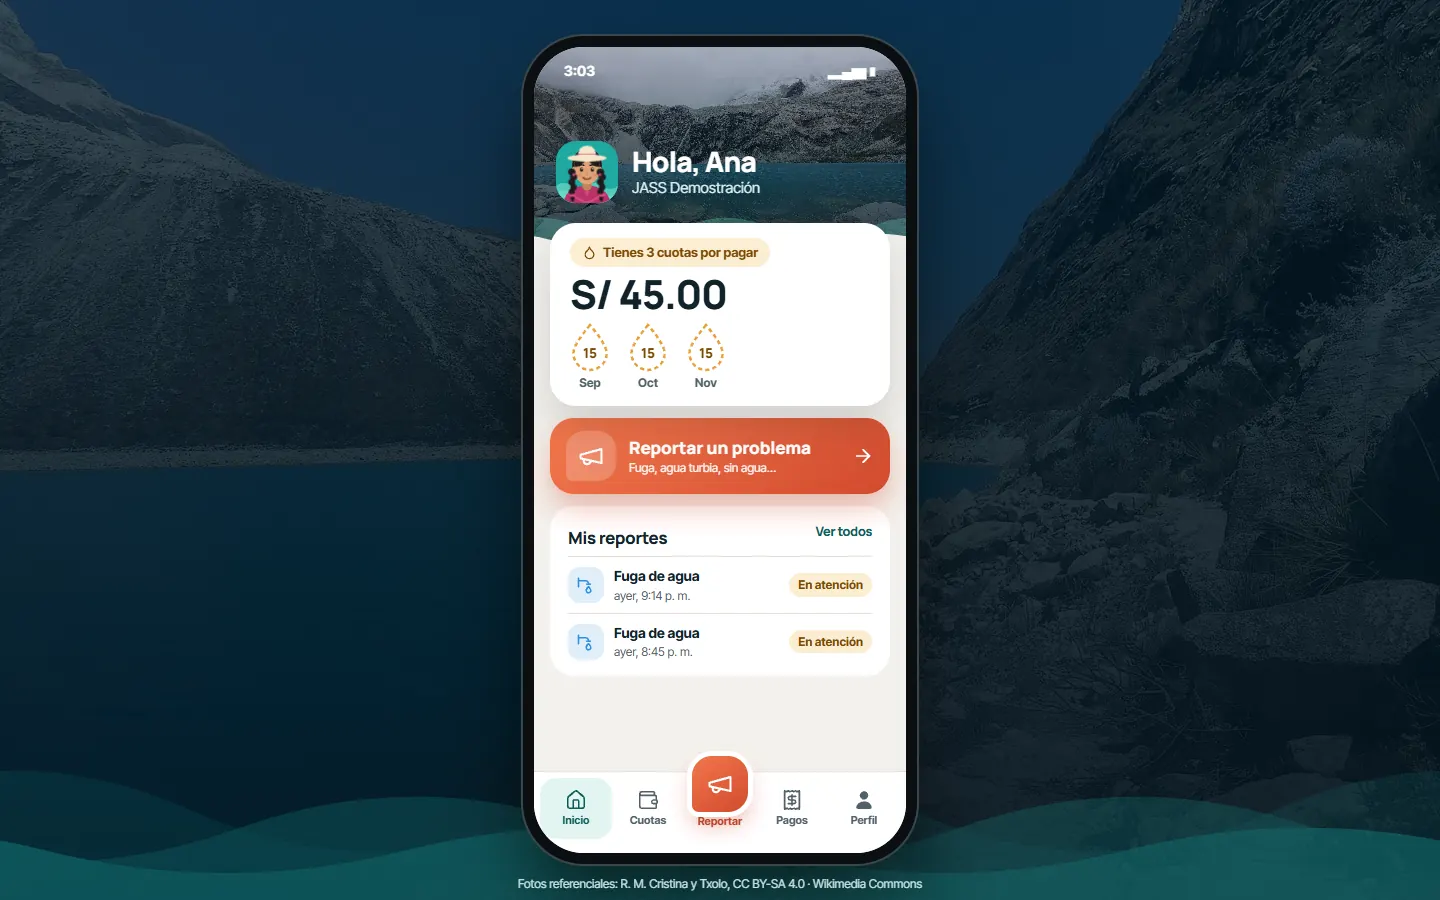 3:03
Hola, Ana
JASS Demostración
Tienes 3 cuotas por pagar
S/ 45.00
15 15 15
Sep Oct Nov
Reportar un problema
Fuga, agua turbia, sin agua...
Mis reportes
Ver todos
Fuga de agua
ayer, 9:14 p. m.
En atención
Fuga de agua
ayer, 8:45 p. m.
En atención
Inicio Cuotas Reportar Pagos Perfil
Fotos referenciales: R. M. Cristina y Txolo, CC BY-SA 4.0 · Wikimedia Commons